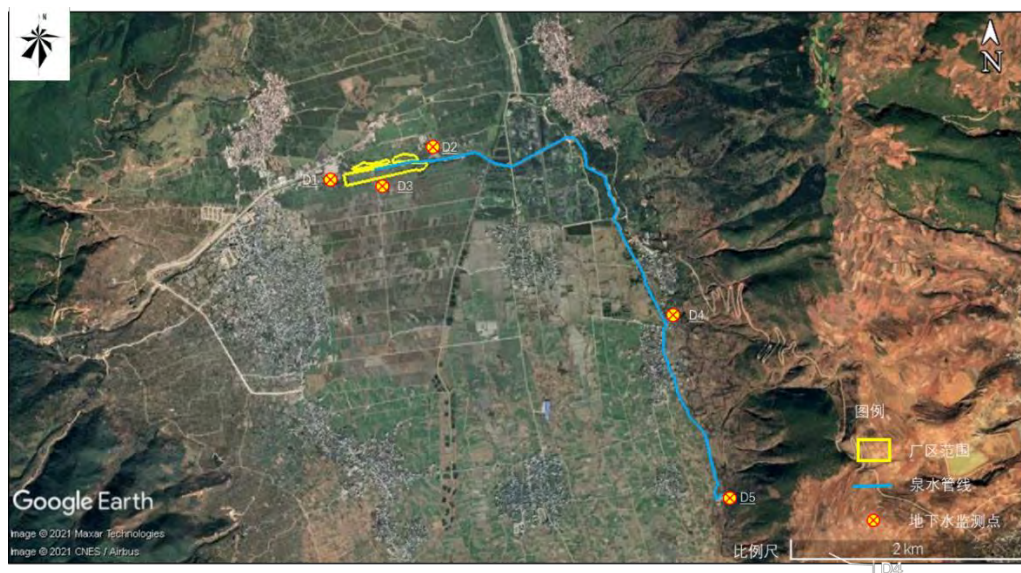 N
N
D2
D1
D3
D4
D5
图例
厂区范围
泉水管线
地下水监测点
Google Earth
Image © 2021 Maxar Technologies
Image © 2021 CNES / Airbus
比例尺
2 km